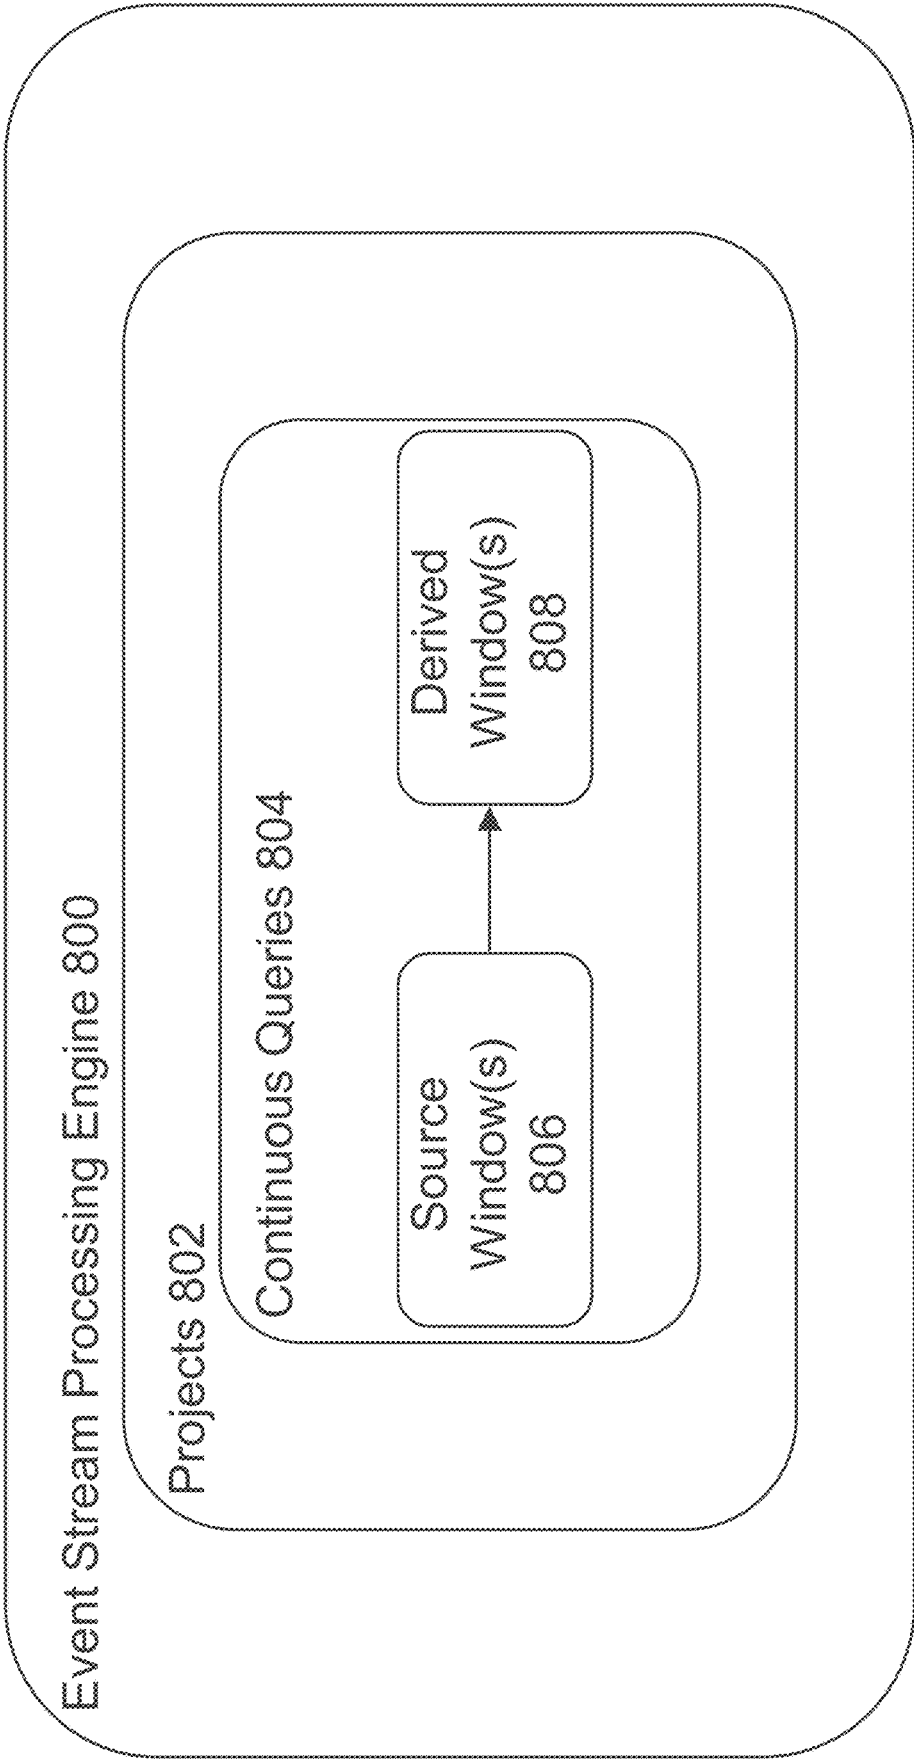 Event Stream Processing Engine 800
Projects 802
Continuous Queries 804
Source
Window(s)
806
Derived
Window(s)
808